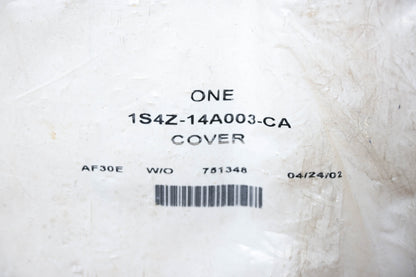 ONE
1S4Z-14A003-CA
COVER
AF30E W/O 751348 04/24/02